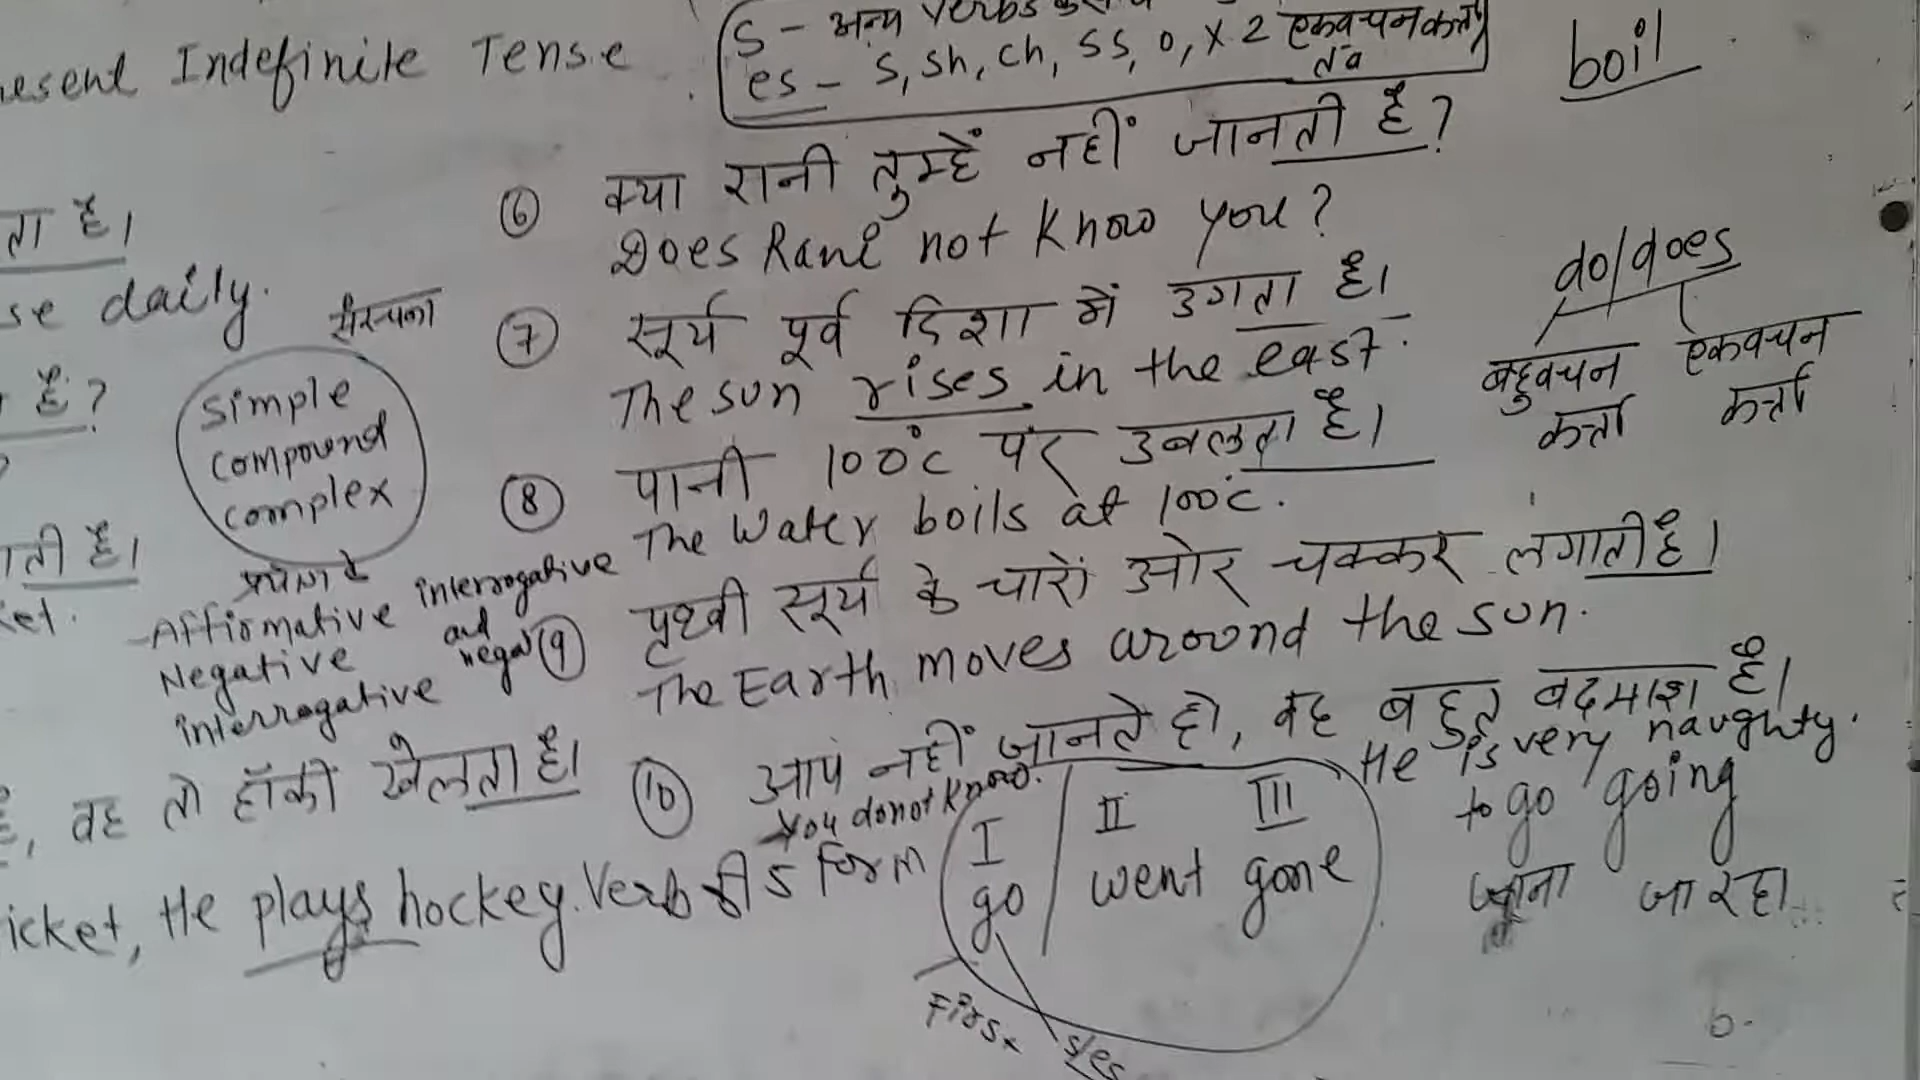 Present Indefinite Tense.
S - अन्य verbs
es - s, sh, ch, ss, o, x z एकवचन कर्त्ता
boil
⑥ क्या रानी तुम्हें नहीं जानती है?
Does Rani not know you?
ता है।
se daily.
है?
ती है।
ket.
संरचना
simple
compound
complex
प्रयोग के
Affirmative
Negative
interrogative
interrogative
and
nega
⑦ सूर्य पूर्व दिशा में उगता है।
The sun rises in the east.
⑧ पानी 100°c पर उबलता है।
The Water boils at 100°c.
⑨ पृथ्वी सूर्य के चारों ओर चक्कर लगाती है।
The Earth moves around the sun.
⑩ आप नहीं जानते हो, वह बहुत बदमाश है।
You do not know. He is very naughty.
do/does
बहुवचन एकवचन
कर्त्ता कर्त्ता
है, वह तो हॉकी खेलता है।
icket, He plays hockey. Verb की 5 form
I II III
go went gone
to go going
जाना जा रहा
First
s/es